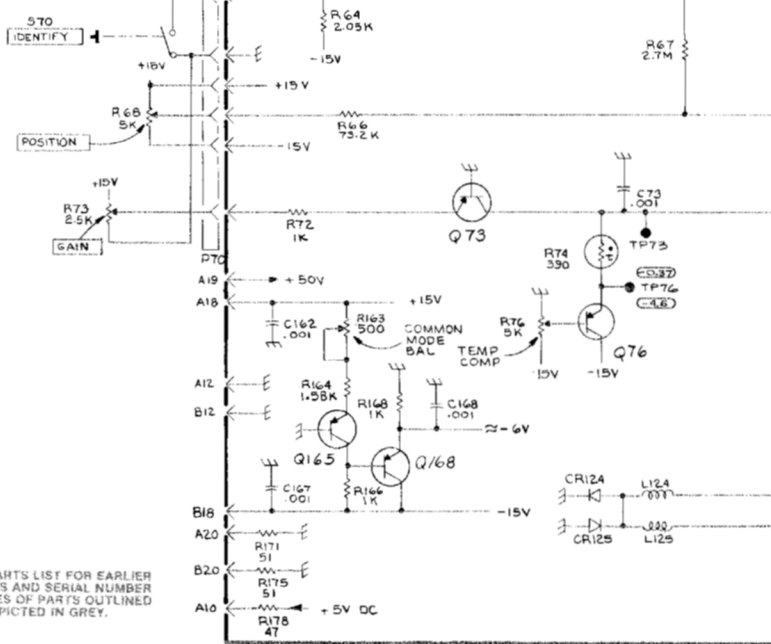 S70
IDENTIFY
+15V
R64
2.05K
-15V
R67
2.7M
+15V
R68
5K
R66
73.2K
POSITION
-15V
+15V
R73
2.5K
GAIN
R72
1K
Q73
C73
.001
TP73
R74
390
t°
-0.37
TP76
-4.6
R76
5K
TEMP
COMP
Q76
-15V
-15V
P70
A19
+50V
A18
+15V
C162
.001
R163
500
COMMON
MODE
BAL
A12
B12
R164
1.58K
R168
1K
C168
.001
≈-6V
Q165
Q168
C167
.001
R166
1K
B18
-15V
A20
R171
51
B20
R175
51
A10
+5V DC
R178
47
CR124
L124
CR125
L125
ARTS LIST FOR EARLIER
S AND SERIAL NUMBER
ES OF PARTS OUTLINED
PICTED IN GREY.